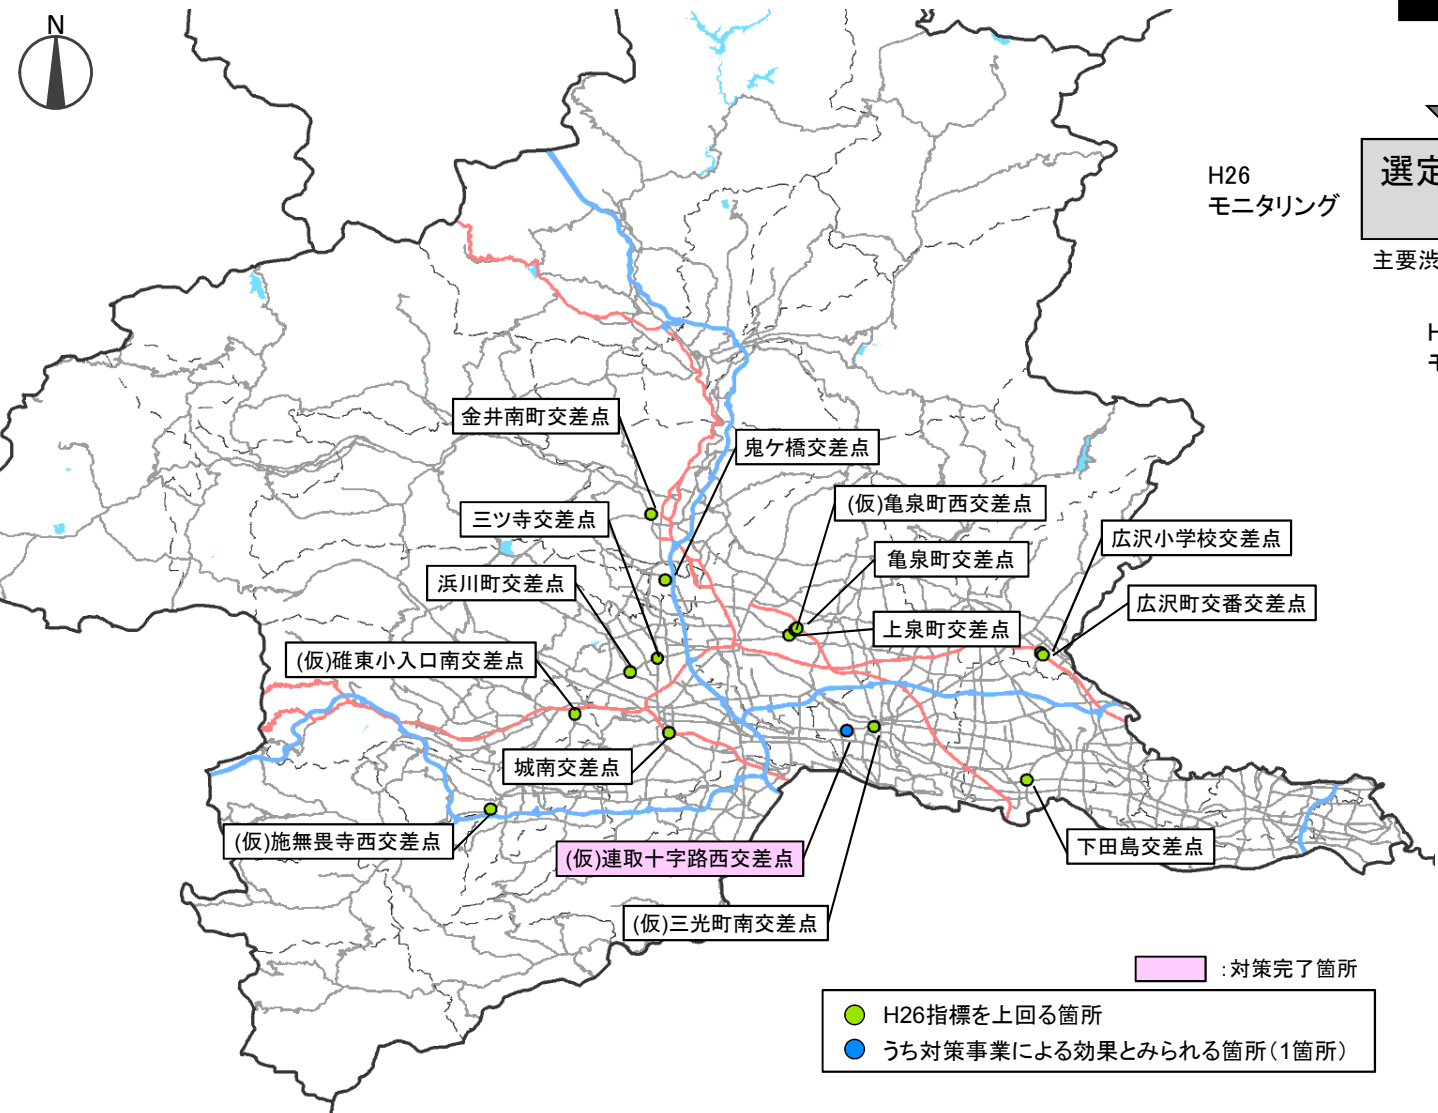 N
H26
モニタリング
選定
主要渋
H
モ
金井南町交差点
鬼ケ橋交差点
(仮)亀泉町西交差点
三ツ寺交差点
広沢小学校交差点
亀泉町交差点
浜川町交差点
広沢町交番交差点
上泉町交差点
(仮)碓東小入口南交差点
城南交差点
(仮)施無畏寺西交差点
下田島交差点
(仮)連取十字路西交差点
(仮)三光町南交差点
：対策完了箇所
H26指標を上回る箇所
うち対策事業による効果とみられる箇所（1箇所）